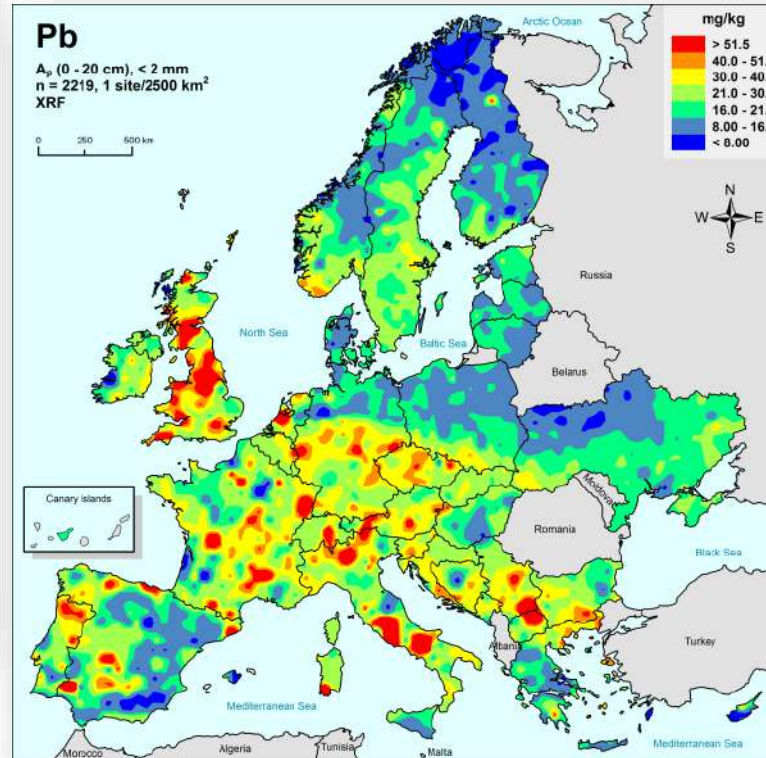 Pb
Aₚ (0 - 20 cm), < 2 mm
n = 2219, 1 site/2500 km²
XRF
0 250 500 km
mg/kg
> 51.5
40.0 - 51.
30.0 - 40.
21.0 - 30.
16.0 - 21.
8.00 - 16.
< 8.00
Arctic Ocean
N
W E
S
Russia
North Sea
Baltic Sea
Belarus
Canary islands
Moldova
Romania
Black Sea
Albania
Turkey
Mediterranean Sea
Morocco
Algeria
Tunisia
Malta
Mediterranean Sea